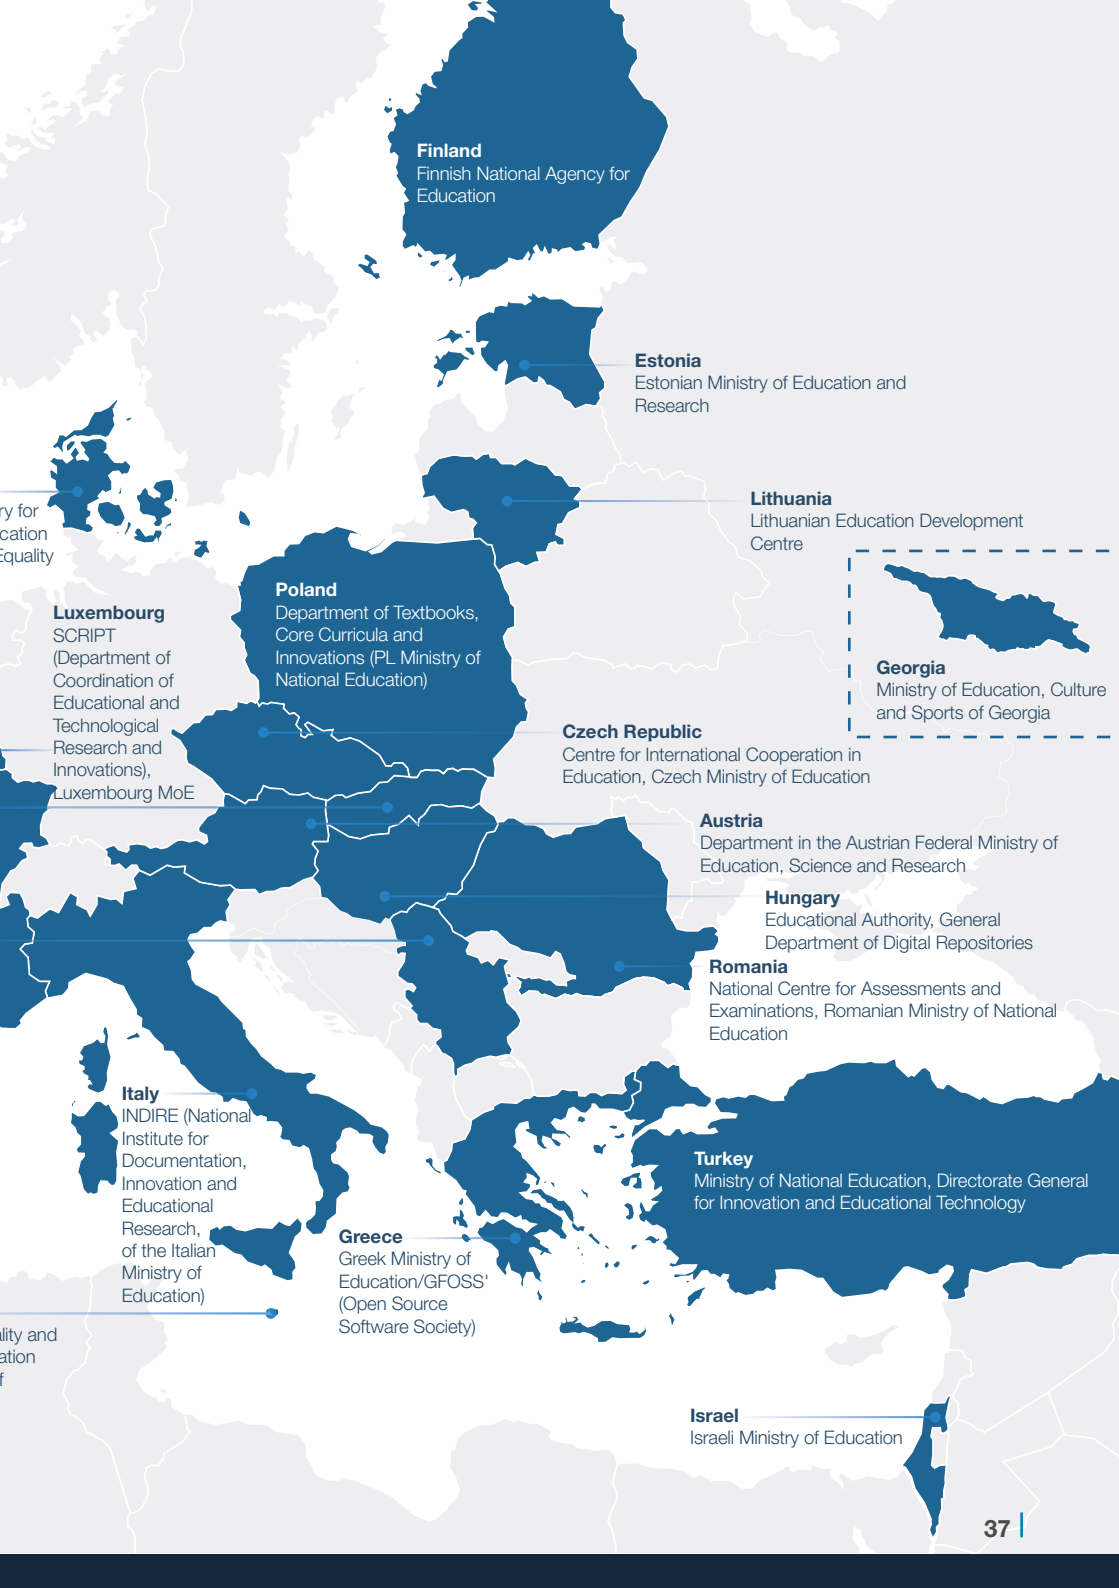 Finland
Finnish National Agency for
Education
Estonia
Estonian Ministry of Education and
Research
Lithuania
Lithuanian Education Development
Centre
ry for
cation
Equality
Poland
Department of Textbooks,
Core Curricula and
Innovations (PL Ministry of
National Education)
Luxembourg
SCRIPT
(Department of
Coordination of
Educational and
Technological
Research and
Innovations),
Luxembourg MoE
Georgia
Ministry of Education, Culture
and Sports of Georgia
Czech Republic
Centre for International Cooperation in
Education, Czech Ministry of Education
Austria
Department in the Austrian Federal Ministry of
Education, Science and Research
Hungary
Educational Authority, General
Department of Digital Repositories
Romania
National Centre for Assessments and
Examinations, Romanian Ministry of National
Education
Italy
INDIRE (National
Institute for
Documentation,
Innovation and
Educational
Research,
of the Italian
Ministry of
Education)
Turkey
Ministry of National Education, Directorate General
for Innovation and Educational Technology
Greece
Greek Ministry of
Education/GFOSS'
(Open Source
Software Society)
ality and
ation
f
Israel
Israeli Ministry of Education
37